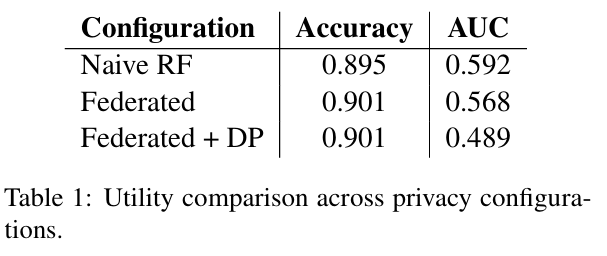 Configuration Accuracy AUC
Naive RF 0.895 0.592
Federated 0.901 0.568
Federated + DP 0.901 0.489
Table 1: Utility comparison across privacy configura-
tions.